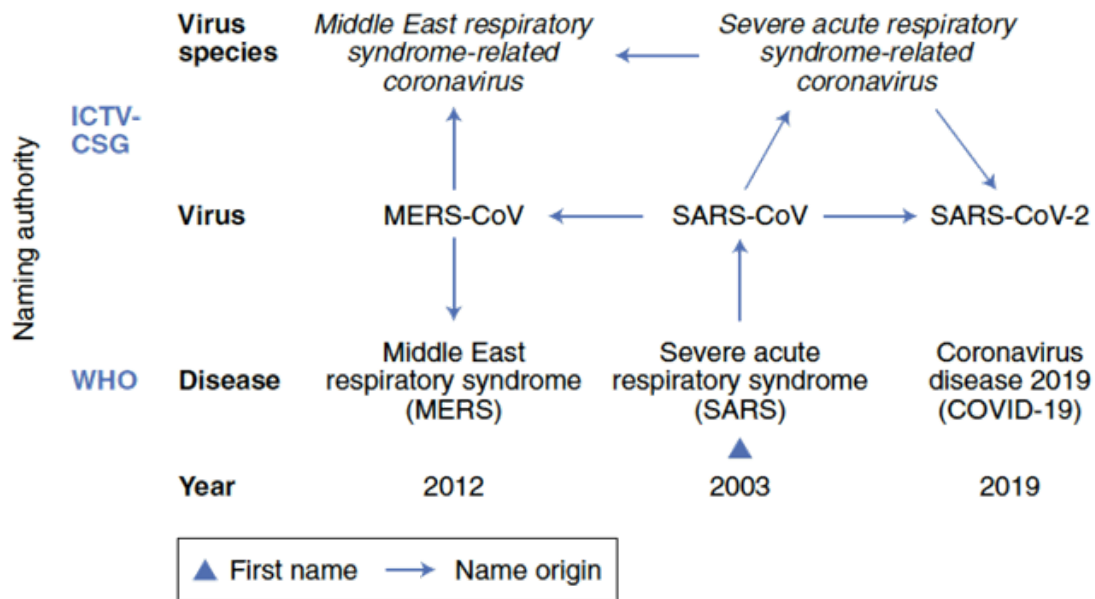 Naming authority
ICTV-
CSG
Virus
species
Middle East respiratory
syndrome-related
coronavirus
Severe acute respiratory
syndrome-related
coronavirus
Virus
MERS-CoV
SARS-CoV
SARS-CoV-2
WHO
Disease
Middle East
respiratory syndrome
(MERS)
Severe acute
respiratory syndrome
(SARS)
Coronavirus
disease 2019
(COVID-19)
Year
2012
2003
2019
First name
Name origin